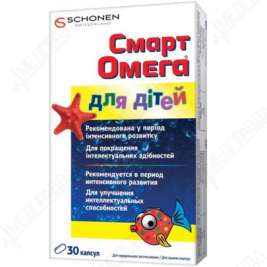 SCHONEN
SWITZERLAND
Смарт
Омега
для дітей
Рекомендована у період
інтенсивного розвитку
Для покращення
інтелектуальних здібностей
Рекомендуется в период
интенсивного развития
Для улучшения
интеллектуальных
способностей
30 капсул